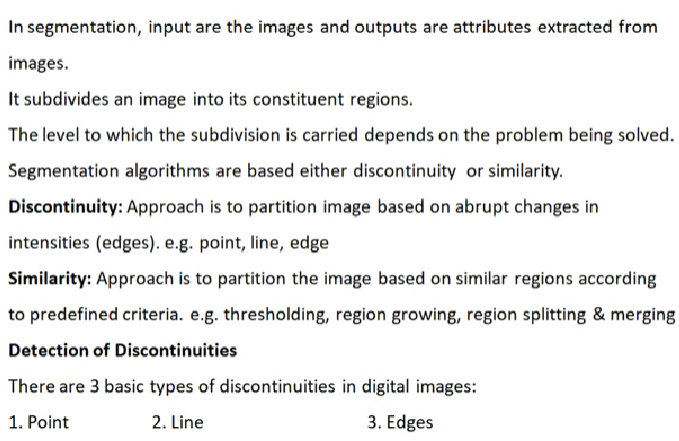 In segmentation, input are the images and outputs are attributes extracted from
images.
It subdivides an image into its constituent regions.
The level to which the subdivision is carried depends on the problem being solved.
Segmentation algorithms are based either discontinuity or similarity.
Discontinuity: Approach is to partition image based on abrupt changes in
intensities (edges). e.g. point, line, edge
Similarity: Approach is to partition the image based on similar regions according
to predefined criteria. e.g. thresholding, region growing, region splitting & merging
Detection of Discontinuities
There are 3 basic types of discontinuities in digital images:
1. Point 2. Line 3. Edges